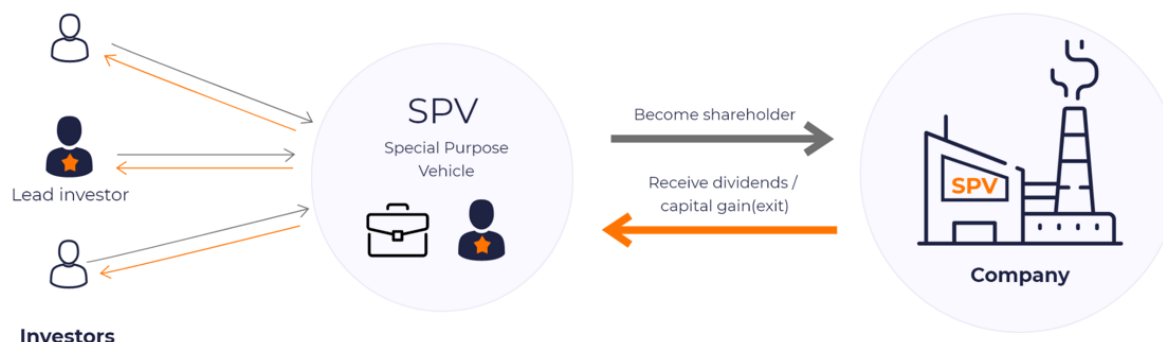 SPV
Special Purpose
Vehicle
Lead investor
Investors
Become shareholder
Receive dividends /
capital gain(exit)
SPV
Company